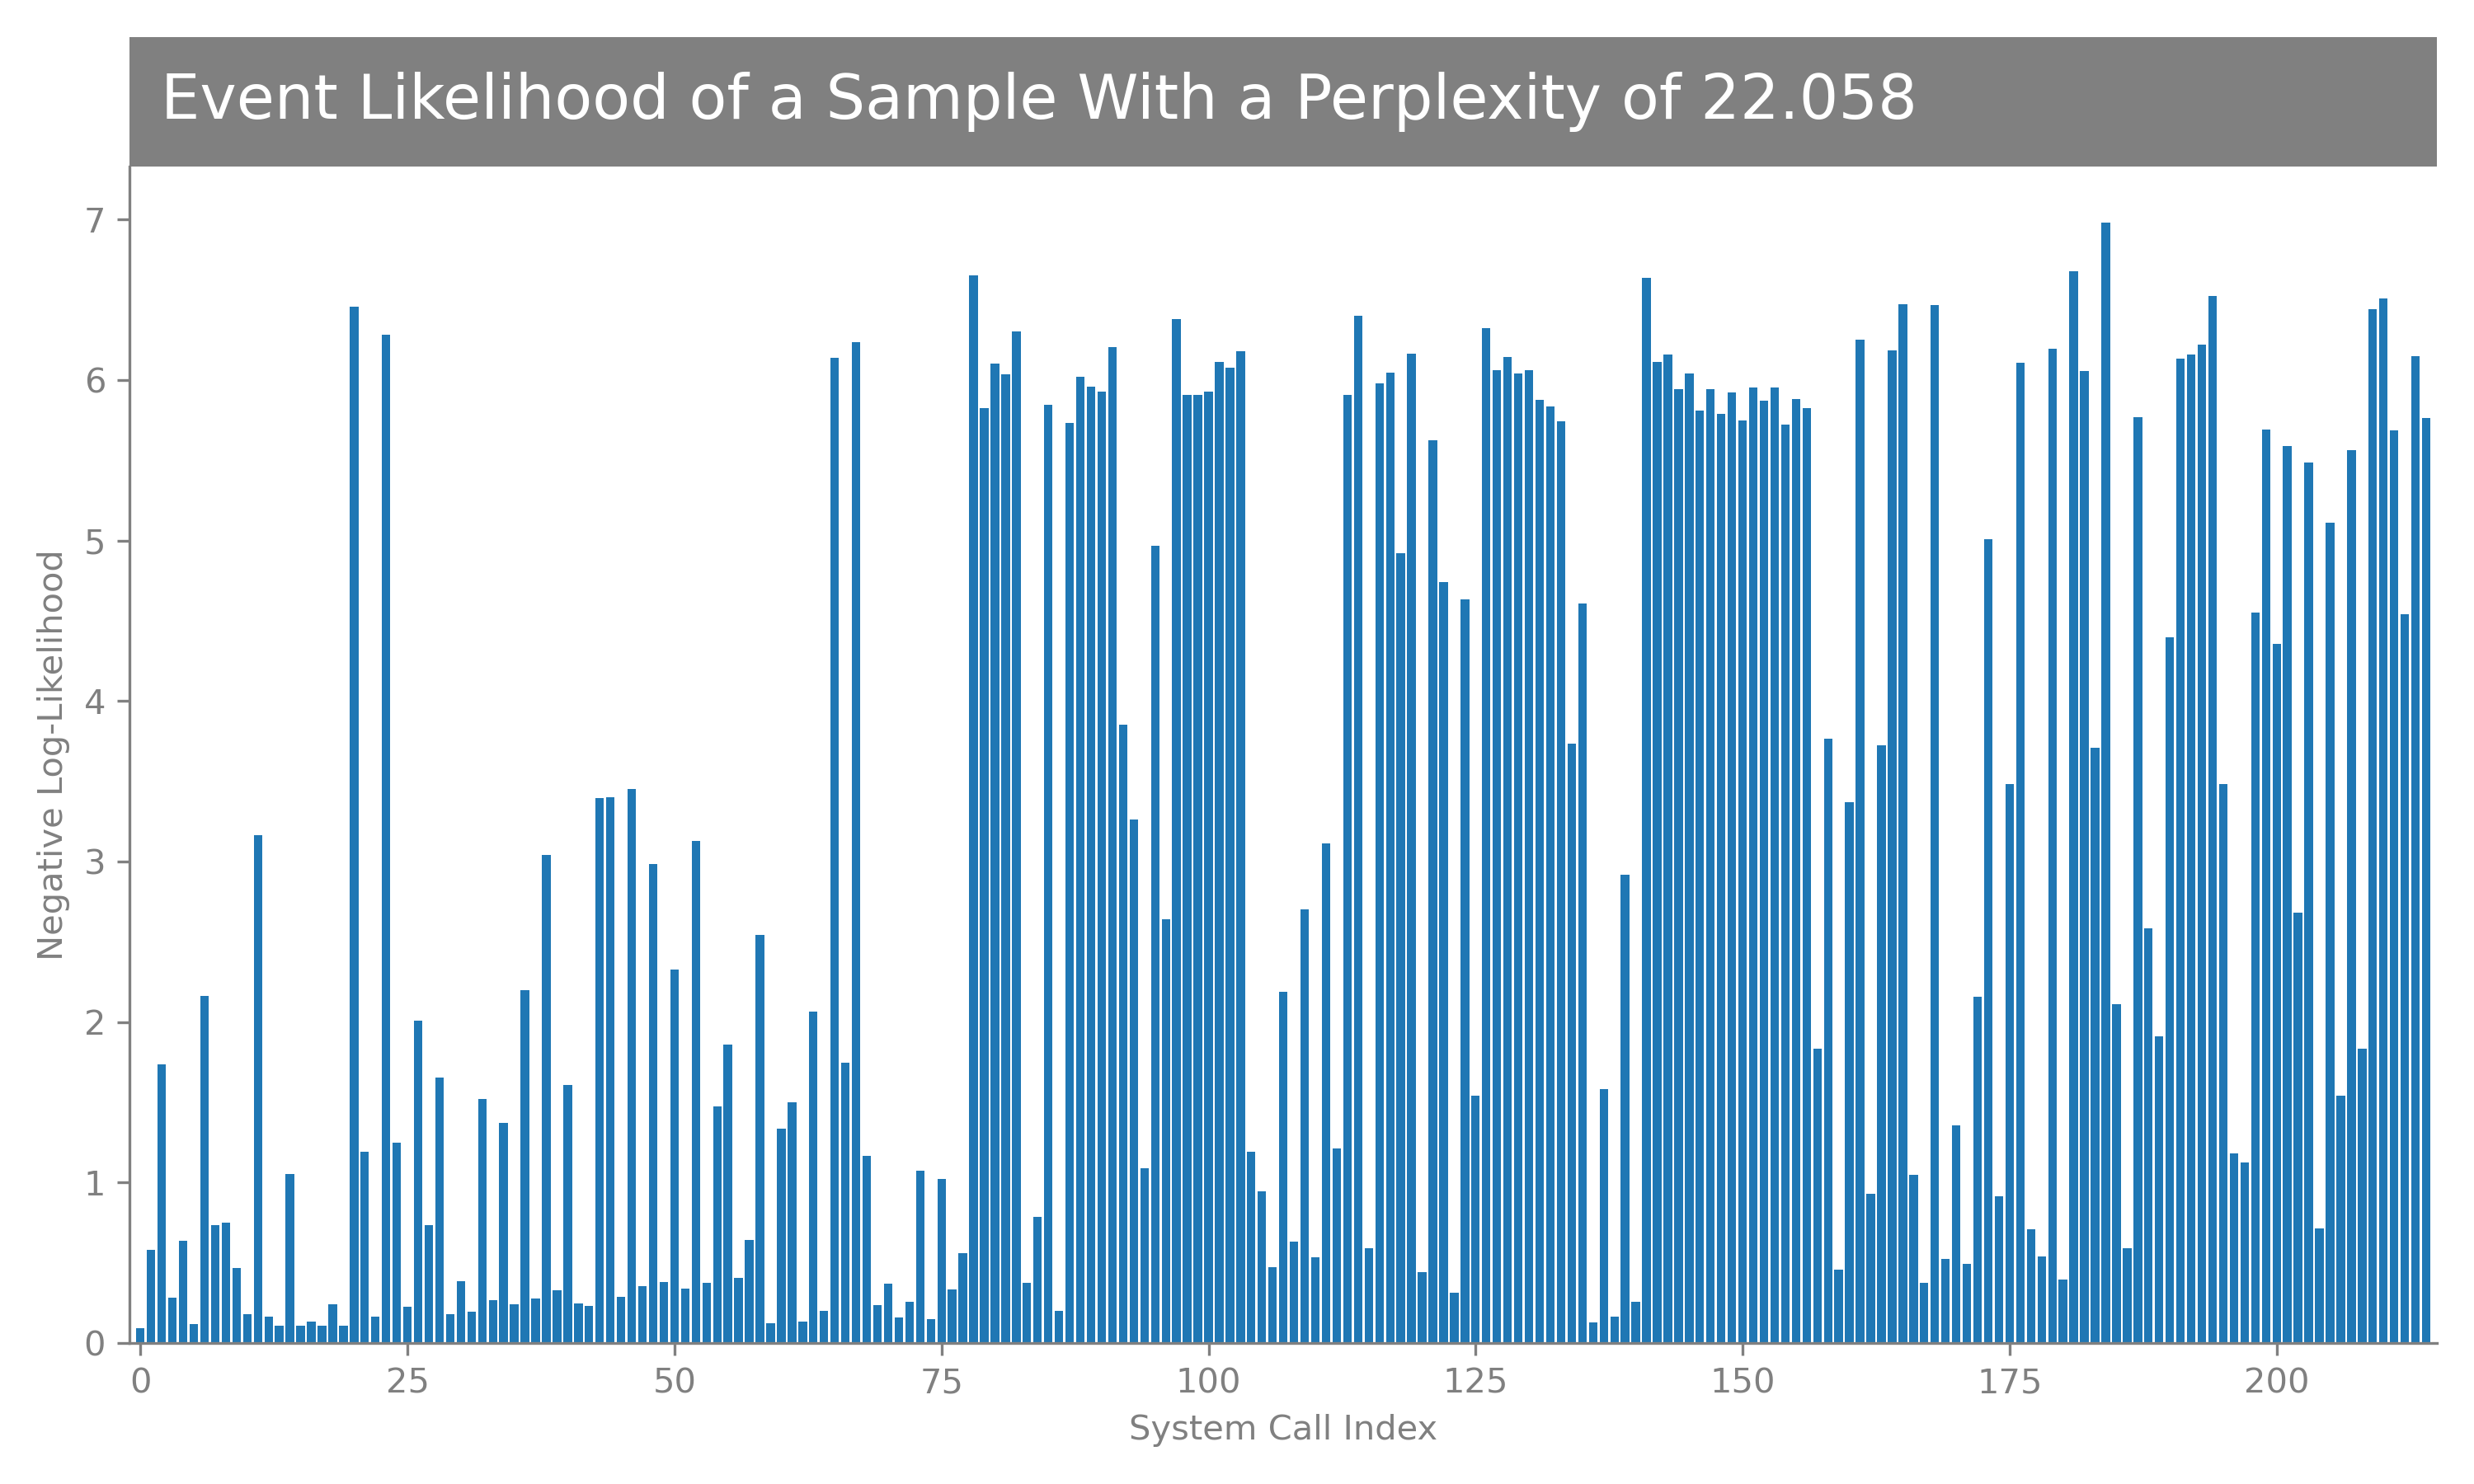 Event Likelihood of a Sample With a Perplexity of 22.058
7
6
5
4
3
2
1
0
Negative Log-Likelihood
0 25 50 75 100 125 150 175 200
System Call Index